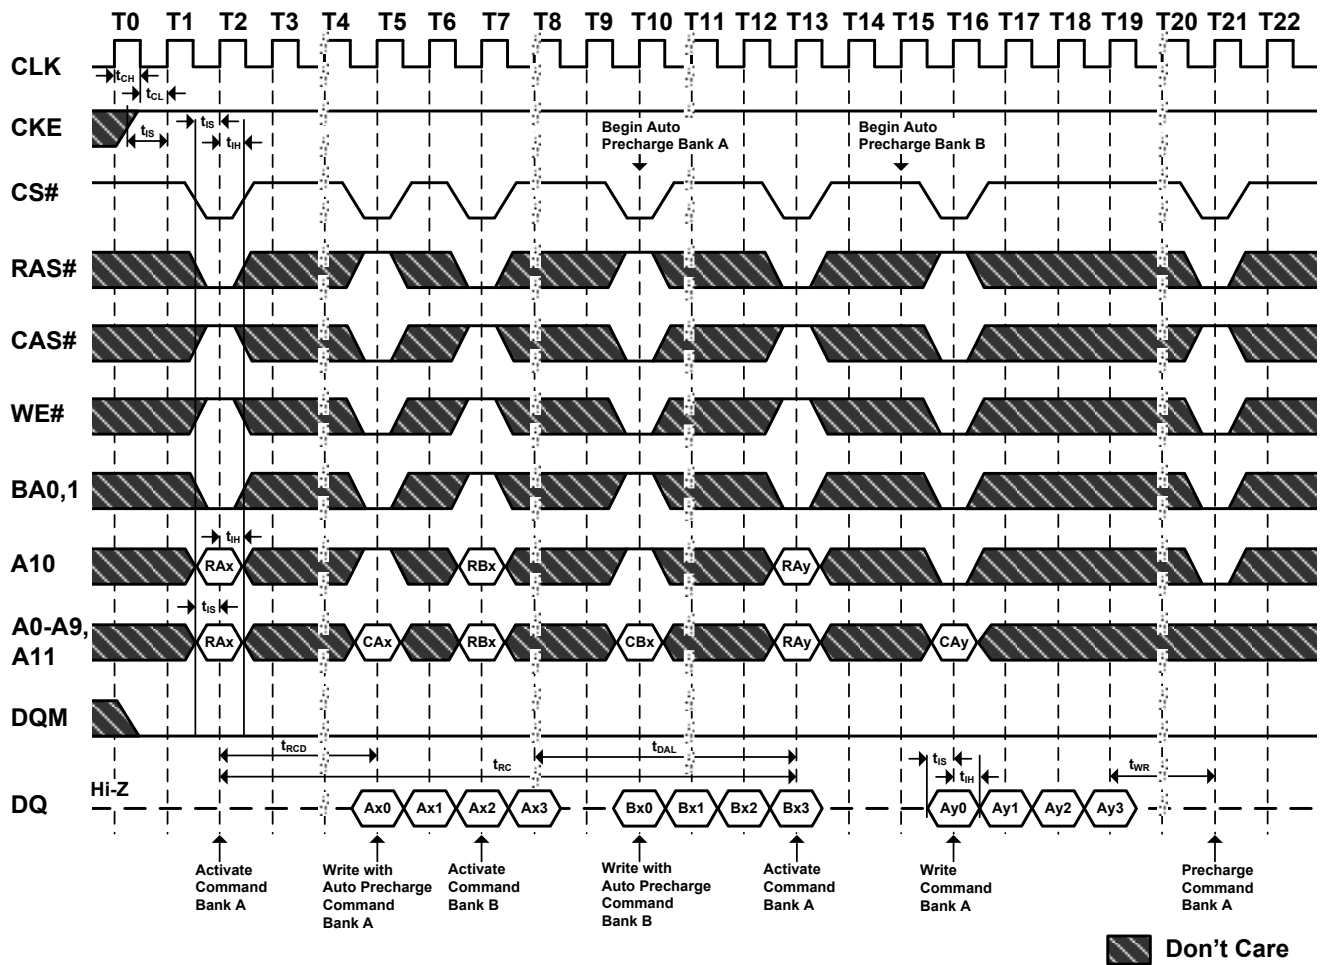 T0 T1 T2 T3 T4 T5 T6 T7 T8 T9 T10 T11 T12 T13 T14 T15 T16 T17 T18 T19 T20 T21 T22
CLK
tCH
tCL
CKE
tIS
tIS
tIH
Begin Auto
Precharge Bank A
Begin Auto
Precharge Bank B
CS#
RAS#
CAS#
WE#
BA0,1
tIH
A10
RAx RBx RAy
tIS
A0-A9,
A11
RAx CAx RBx CBx RAy CAy
DQM
tRCD
tDAL
tRC
tIS
tIH
tWR
Hi-Z
DQ
Ax0 Ax1 Ax2 Ax3 Bx0 Bx1 Bx2 Bx3 Ay0 Ay1 Ay2 Ay3
Activate
Command
Bank A
Write with
Auto Precharge
Command
Bank A
Activate
Command
Bank B
Write with
Auto Precharge
Command
Bank B
Activate
Command
Bank A
Write
Command
Bank A
Precharge
Command
Bank A
Don't Care